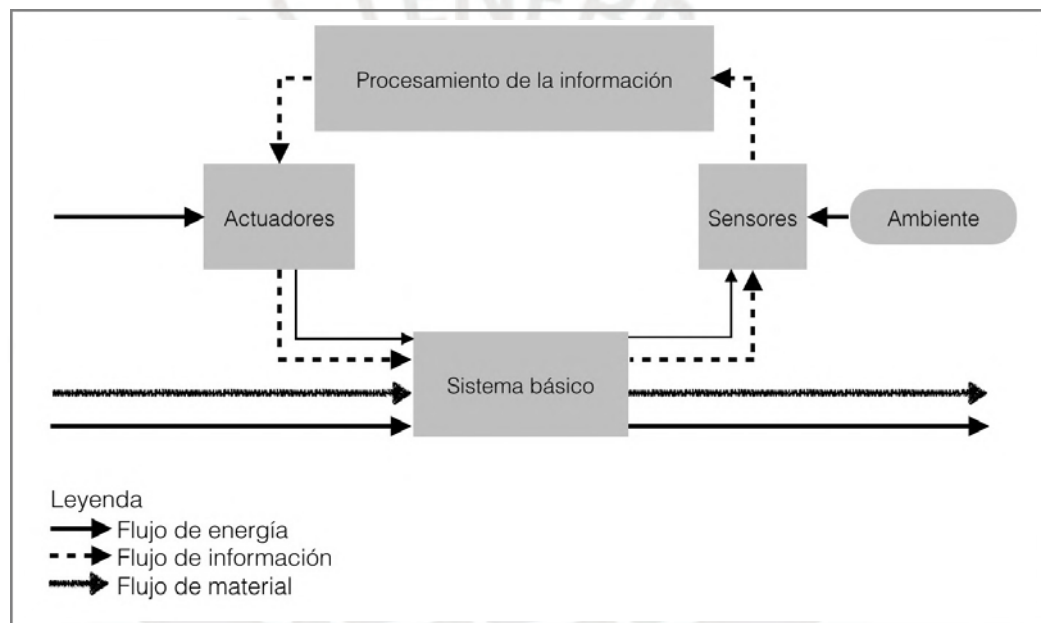 Procesamiento de la información
Actuadores
Sensores
Ambiente
Sistema básico
Leyenda
Flujo de energía
Flujo de información
Flujo de material